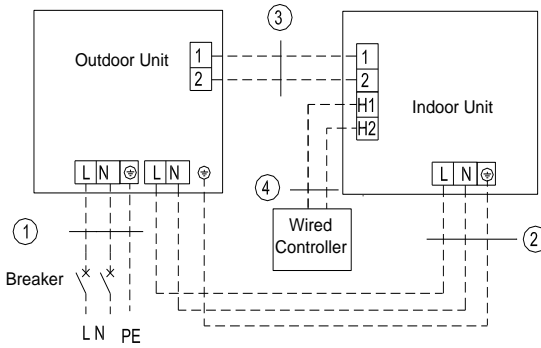 3
Outdoor Unit
1
2
1
2
H1
H2
Indoor Unit
L N
L N
L N
4
1
Wired
Controller
2
Breaker
L N PE